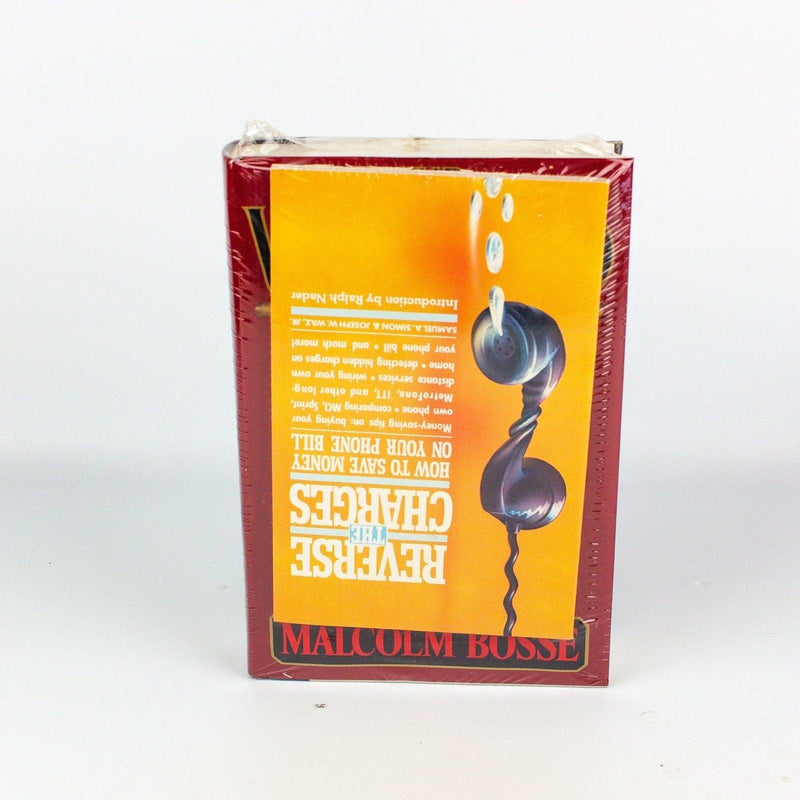 REVERSE
THE
CHARGES
HOW TO SAVE MONEY
ON YOUR PHONE BILL
Money-saving tips on: buying your
own phone • comparing MCI, Sprint,
MetroFone, ITT, and other long-
distance services • wiring your own
home • detecting hidden charges on
your phone bill • and much more!
SAMUEL A. SIMON & JOSEPH W. WAZ, JR.
Introduction by Ralph Nader
MALCOLM BOSSE